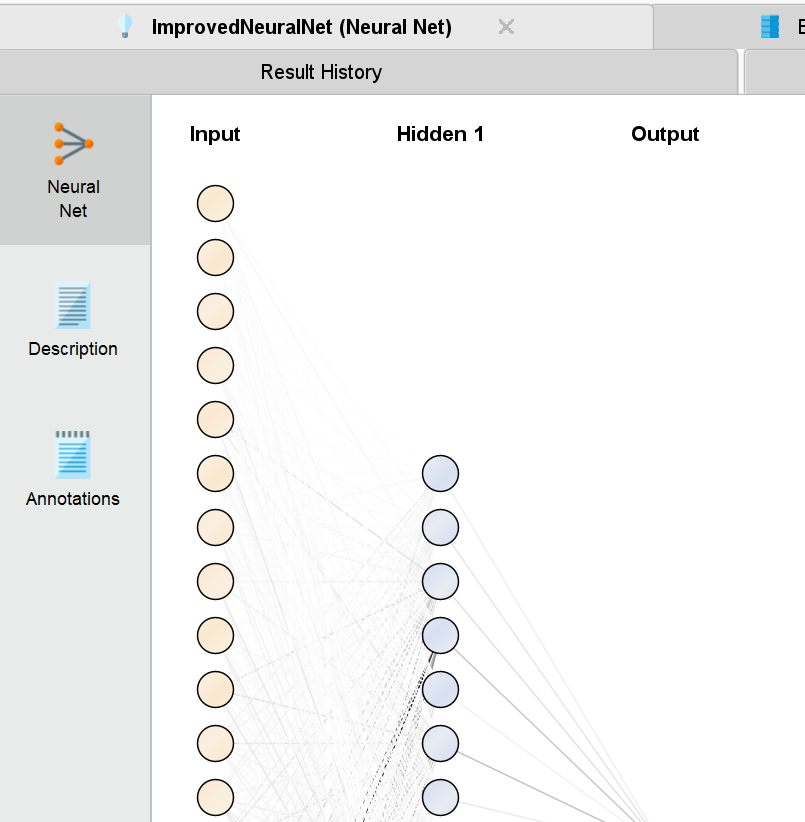 ImprovedNeuralNet (Neural Net)
Result History
Input
Hidden 1
Output
Neural
Net
Description
Annotations